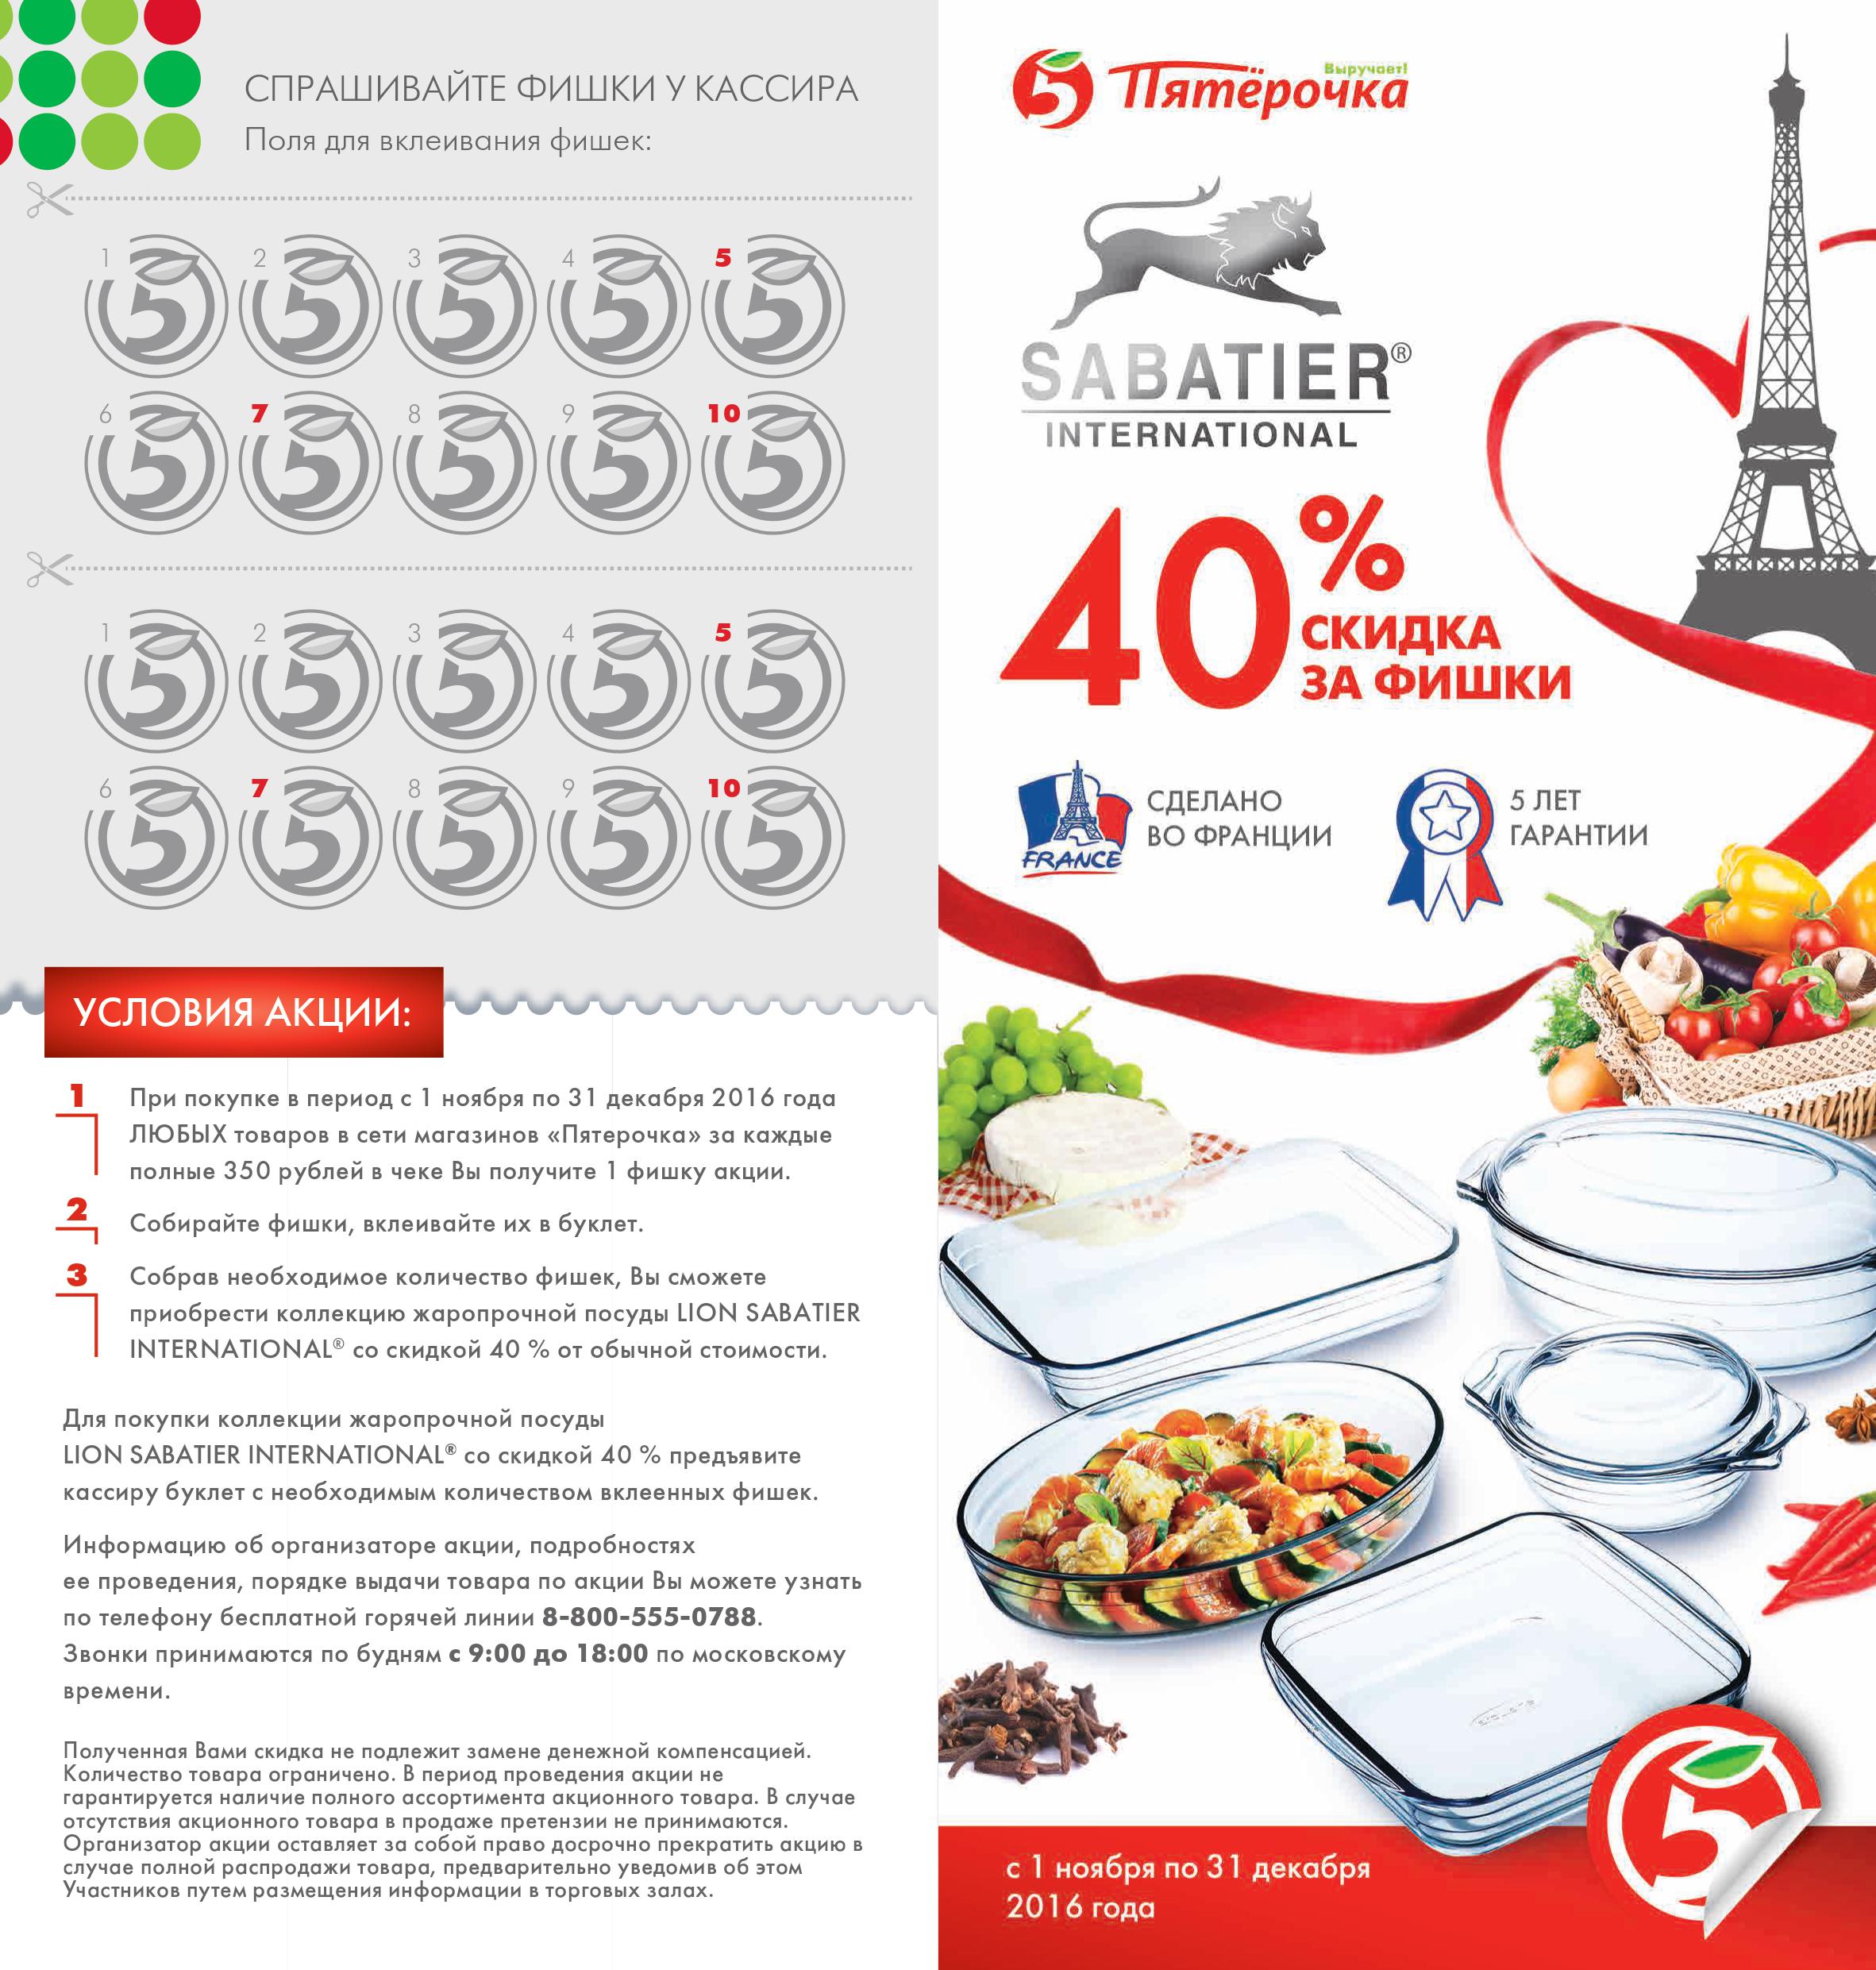 СПРАШИВАЙТЕ ФИШКИ У КАССИРА
Поля для вклеивания фишек:
1 2 3 4 5
6 7 8 9 10
1 2 3 4 5
6 7 8 9 10
УСЛОВИЯ АКЦИИ:
1 При покупке в период с 1 ноября по 31 декабря 2016 года
ЛЮБЫХ товаров в сети магазинов «Пятерочка» за каждые
полные 350 рублей в чеке Вы получите 1 фишку акции.
2 Собирайте фишки, вклеивайте их в буклет.
3 Собрав необходимое количество фишек, Вы сможете
приобрести коллекцию жаропрочной посуды LION SABATIER
INTERNATIONAL® со скидкой 40 % от обычной стоимости.
Для покупки коллекции жаропрочной посуды
LION SABATIER INTERNATIONAL® со скидкой 40 % предъявите
кассиру буклет с необходимым количеством вклеенных фишек.
Информацию об организаторе акции, подробностях
ее проведения, порядке выдачи товара по акции Вы можете узнать
по телефону бесплатной горячей линии 8-800-555-0788.
Звонки принимаются по будням с 9:00 до 18:00 по московскому
времени.
Полученная Вами скидка не подлежит замене денежной компенсацией.
Количество товара ограничено. В период проведения акции не
гарантируется наличие полного ассортимента акционного товара. В случае
отсутствия акционного товара в продаже претензии не принимаются.
Организатор акции оставляет за собой право досрочно прекратить акцию в
случае полной распродажи товара, предварительно уведомив об этом
Участников путем размещения информации в торговых залах.
Выручает!
5 Пятёрочка
SABATIER®
INTERNATIONAL
40%
СКИДКА
ЗА ФИШКИ
FRANCE
СДЕЛАНО
ВО ФРАНЦИИ
5 ЛЕТ
ГАРАНТИИ
с 1 ноября по 31 декабря
2016 года
5